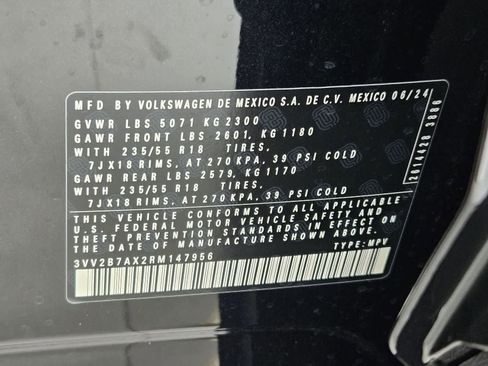 MFD BY VOLKSWAGEN DE MEXICO S.A. DE C.V. MEXICO 06/24
GVWR LBS 5071 KG 2300
GAWR FRONT LBS 2601, KG 1180
WITH 235/55 R18 TIRES,
7JX18 RIMS, AT 270 KPA, 39 PSI COLD
GAWR REAR LBS 2579, KG 1170
WITH 235/55 R18 TIRES,
7JX18 RIMS, AT 270 KPA, 39 PSI COLD
THIS VEHICLE CONFORMS TO ALL APPLICABLE
U.S. FEDERAL MOTOR VEHICLE SAFETY AND
THEFT PREVENTION STANDARDS IN EFFECT ON
THE DATE OF MANUFACTURE SHOWN ABOVE
3VV2B7AX2RM147956 TYPE: MPV
2614420 3886